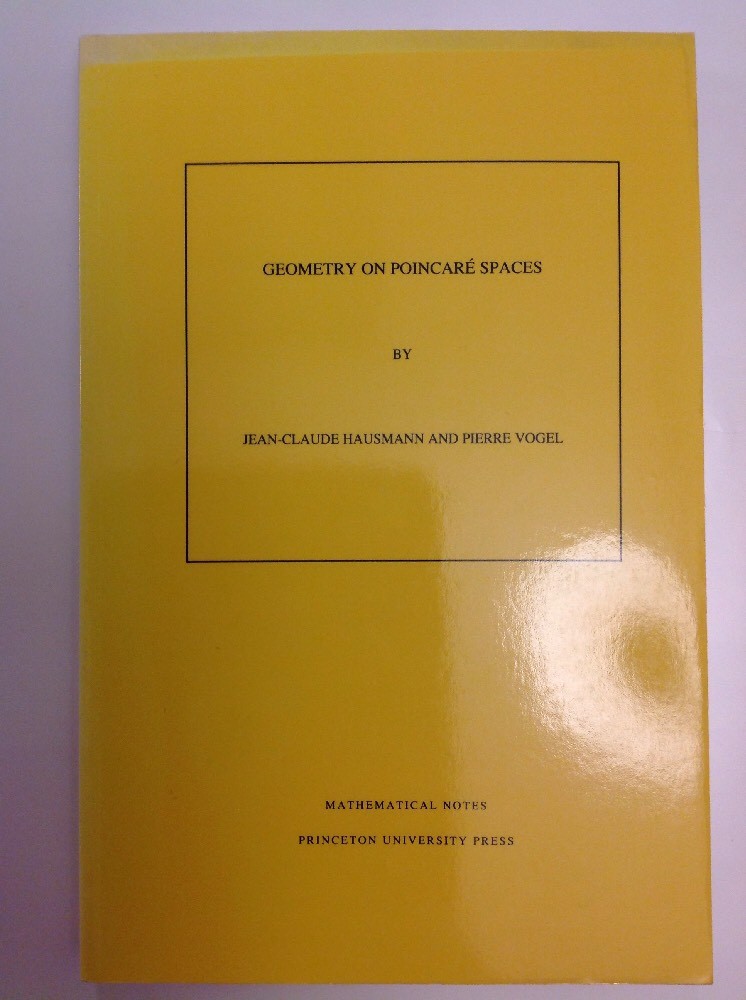 GEOMETRY ON POINCARÉ SPACES
BY
JEAN-CLAUDE HAUSMANN AND PIERRE VOGEL
MATHEMATICAL NOTES
PRINCETON UNIVERSITY PRESS